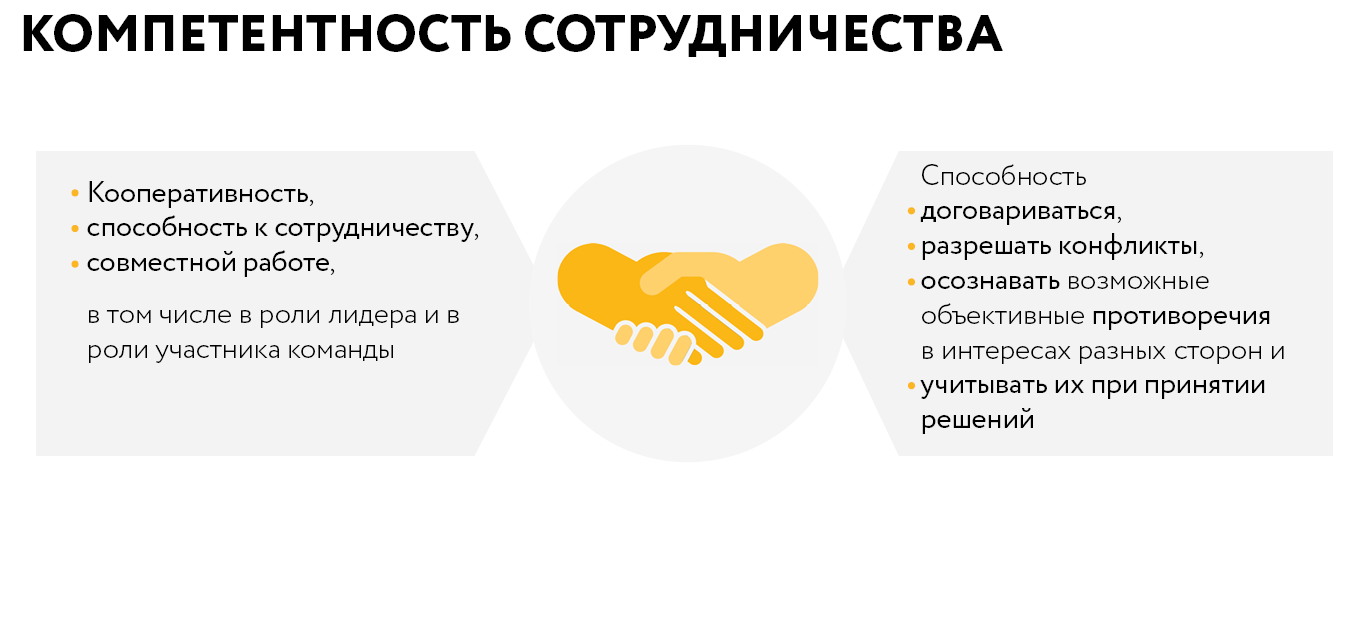 КОМПЕТЕНТНОСТЬ СОТРУДНИЧЕСТВА
• Кооперативность,
• способность к сотрудничеству,
• совместной работе,
в том числе в роли лидера и в
роли участника команды
Способность
• договариваться,
• разрешать конфликты,
• осознавать возможные
объективные противоречия
в интересах разных сторон и
• учитывать их при принятии
решений